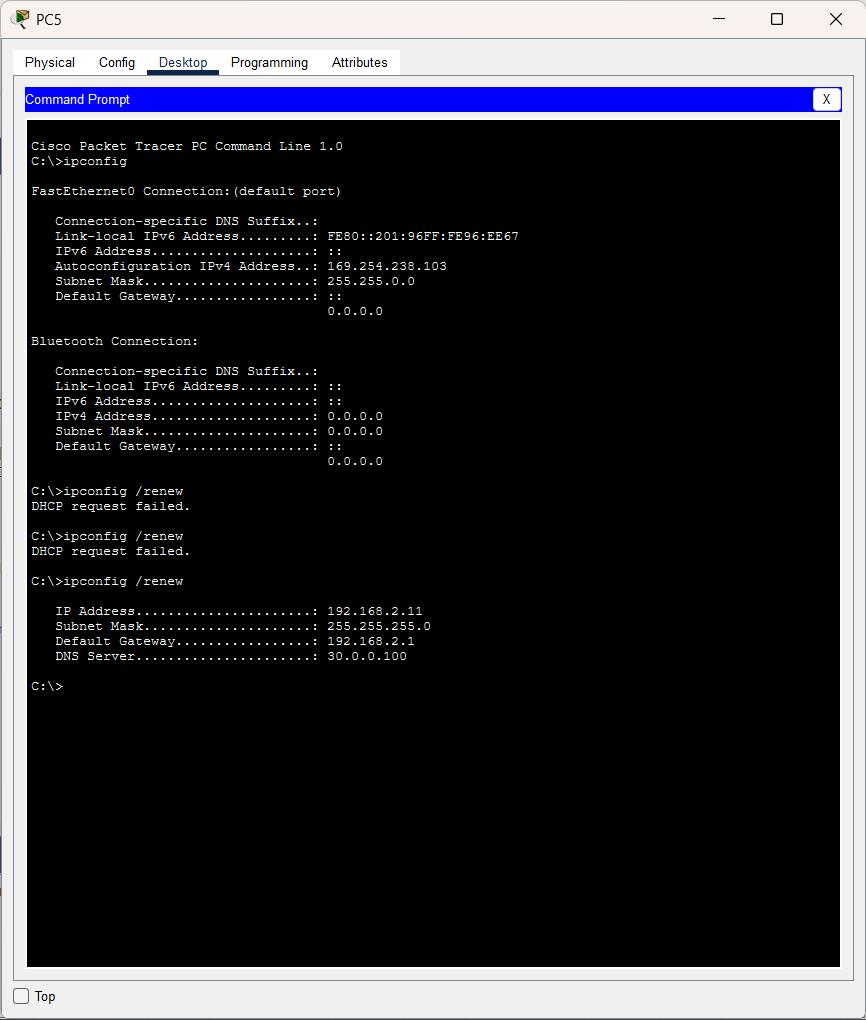 PC5
Physical Config Desktop Programming Attributes
Command Prompt
X
Cisco Packet Tracer PC Command Line 1.0
C:\>ipconfig
FastEthernet0 Connection:(default port)
Connection-specific DNS Suffix..:
Link-local IPv6 Address.........: FE80::201:96FF:FE96:EE67
IPv6 Address....................: ::
Autoconfiguration IPv4 Address..: 169.254.238.103
Subnet Mask.....................: 255.255.0.0
Default Gateway.................: ::
0.0.0.0
Bluetooth Connection:
Connection-specific DNS Suffix..:
Link-local IPv6 Address.........: ::
IPv6 Address....................: ::
IPv4 Address....................: 0.0.0.0
Subnet Mask.....................: 0.0.0.0
Default Gateway.................: ::
0.0.0.0
C:\>ipconfig /renew
DHCP request failed.
C:\>ipconfig /renew
DHCP request failed.
C:\>ipconfig /renew
IP Address......................: 192.168.2.11
Subnet Mask.....................: 255.255.255.0
Default Gateway.................: 192.168.2.1
DNS Server......................: 30.0.0.100
C:\>
Top